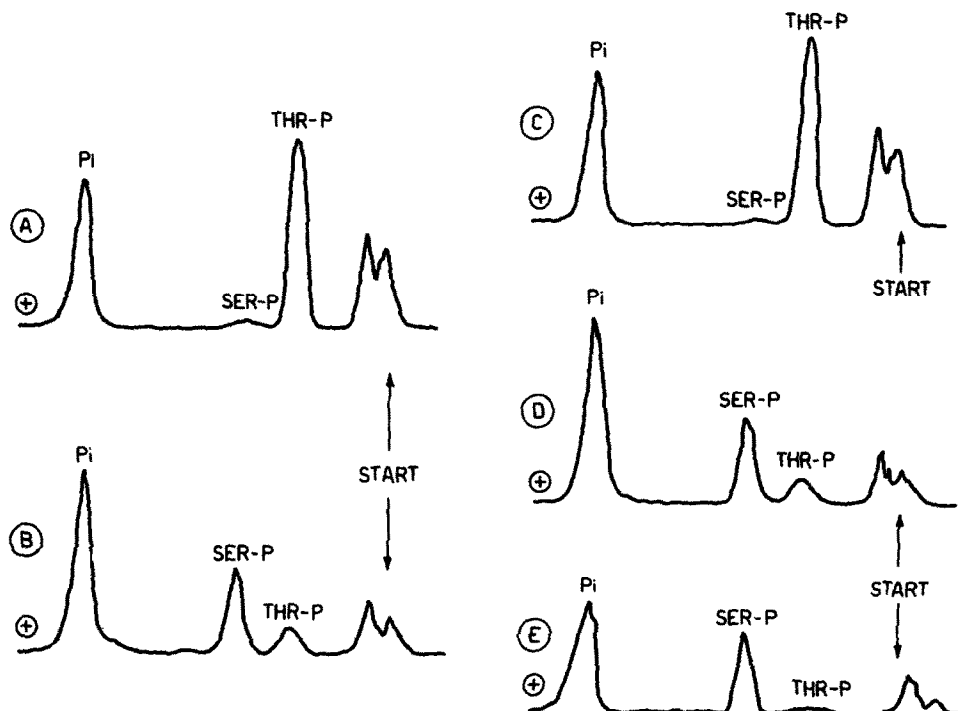 THR-P
Pi
A
SER-P
+
START
Pi
B
SER-P
THR-P
+
THR-P
Pi
C
SER-P
+
START
Pi
D
SER-P
THR-P
+
START
Pi
E
SER-P
THR-P
+